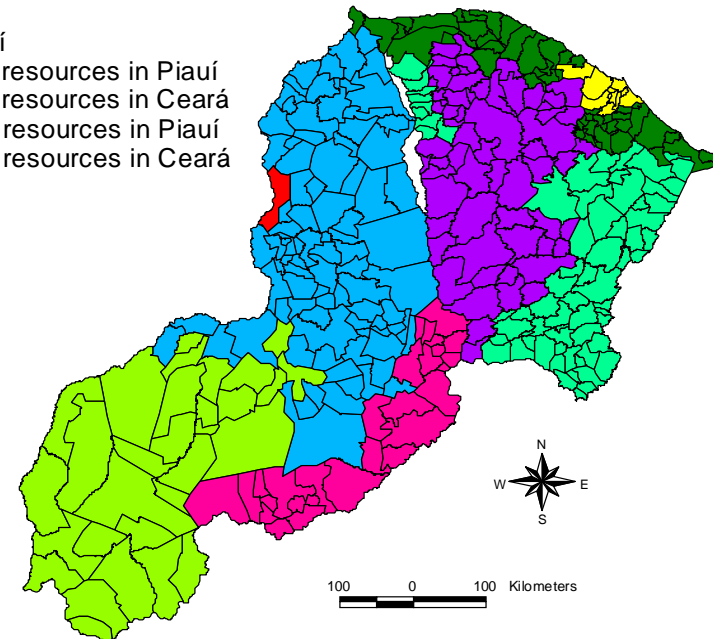 í
resources in Piauí
resources in Ceará
resources in Piauí
resources in Ceará
N
W E
S
100 0 100 Kilometers